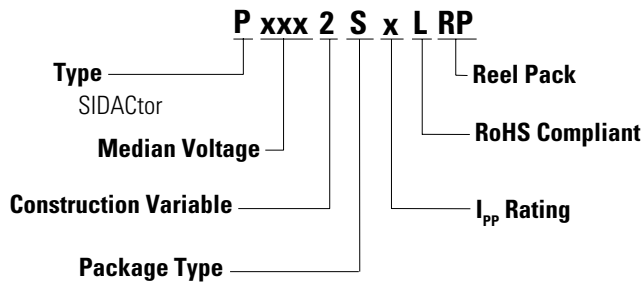 P xxx 2 S x L RP
Type
SIDACtor
Reel Pack
Median Voltage
RoHS Compliant
Construction Variable
IPP Rating
Package Type